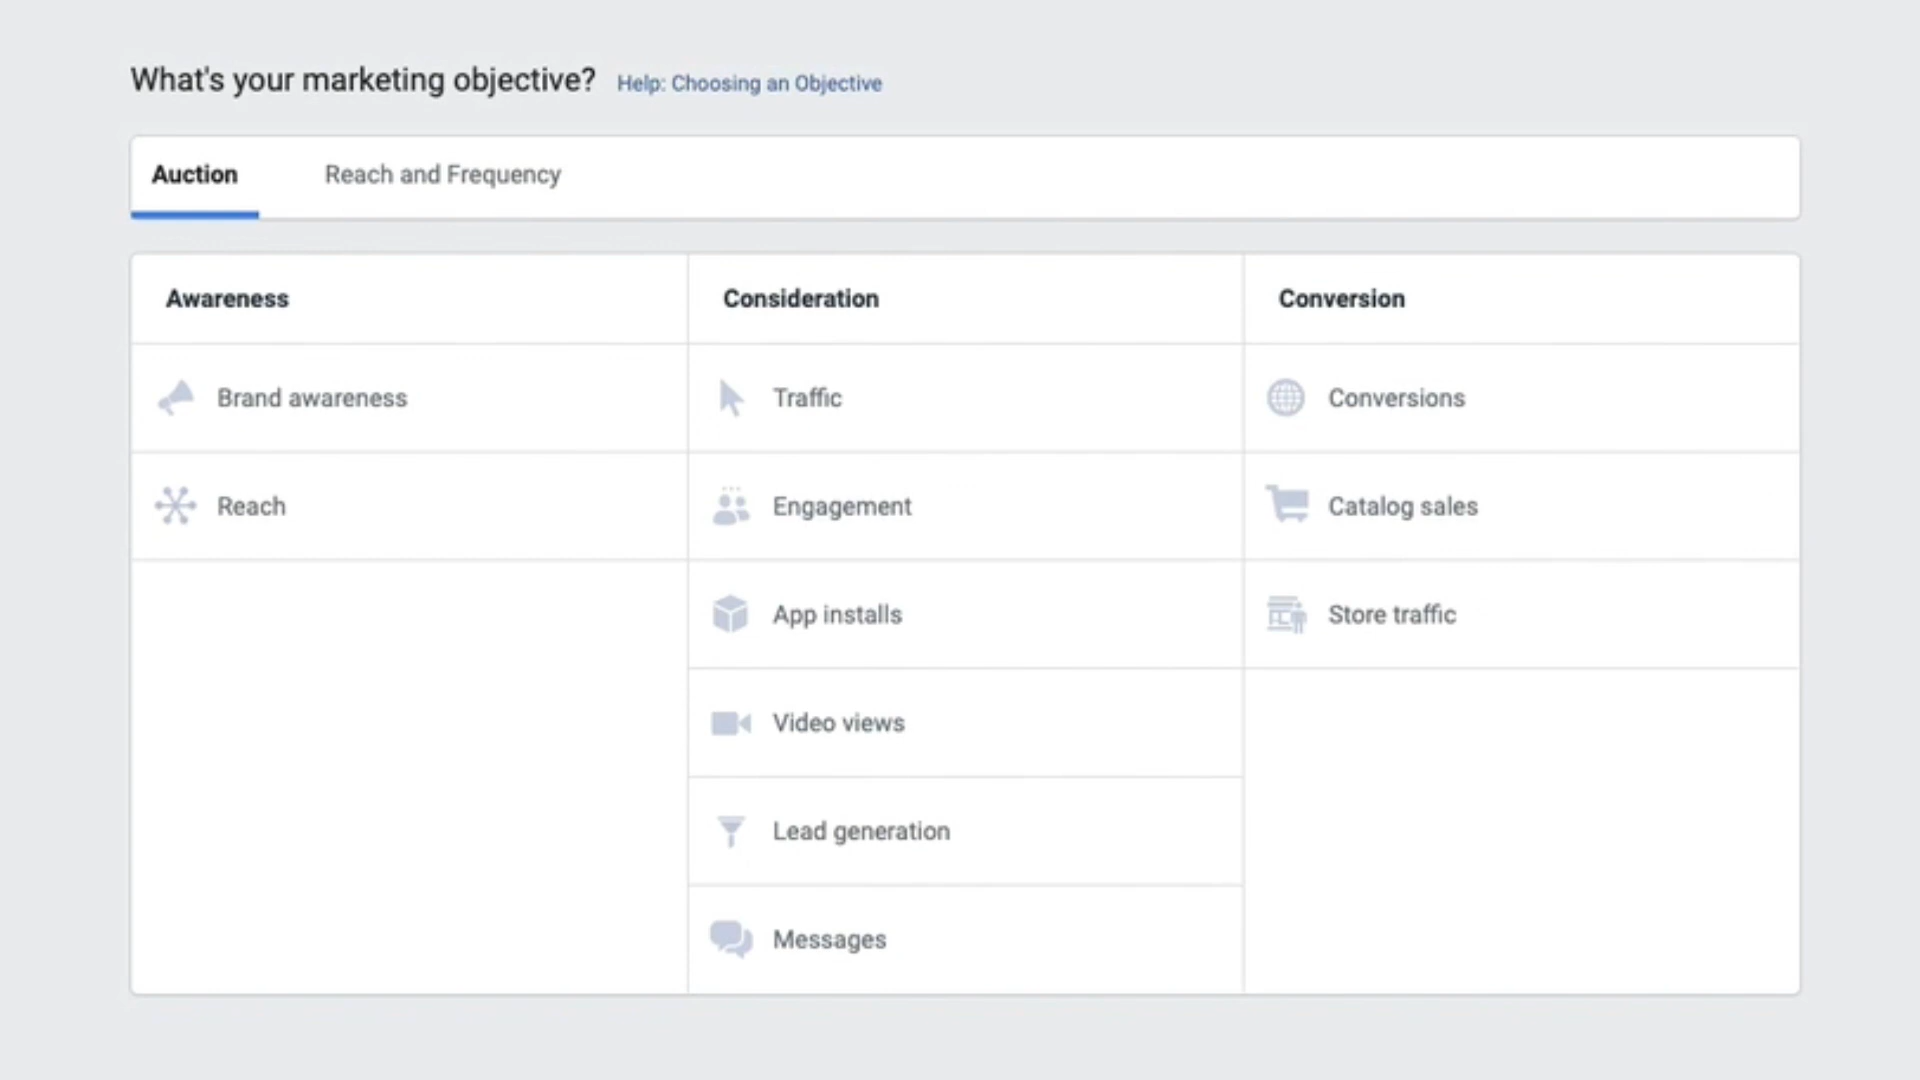 What's your marketing objective? Help: Choosing an Objective
Auction Reach and Frequency
Awareness Consideration Conversion
Brand awareness Traffic Conversions
Reach Engagement Catalog sales
App installs Store traffic
Video views
Lead generation
Messages